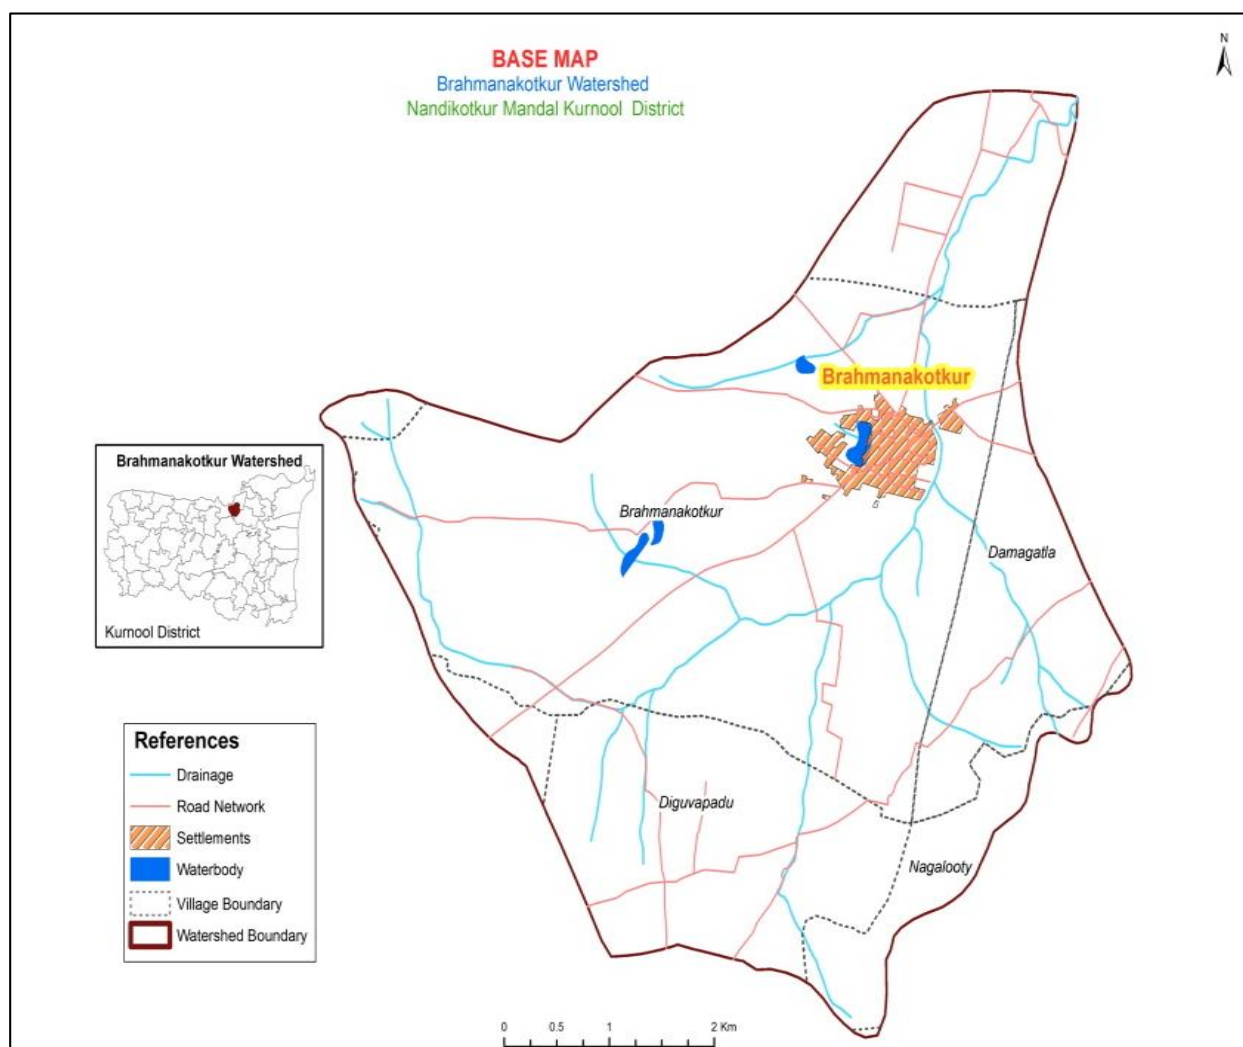 N
BASE MAP
Brahmanakotkur Watershed
Nandikotkur Mandal Kurnool District
Brahmanakotkur
Brahmanakotkur Watershed
Kurnool District
Brahmanakotkur
Damagatla
References
Drainage
Road Network
Settlements
Waterbody
Village Boundary
Watershed Boundary
Diguvapadu
Nagalooty
0 0.5 1 2 Km